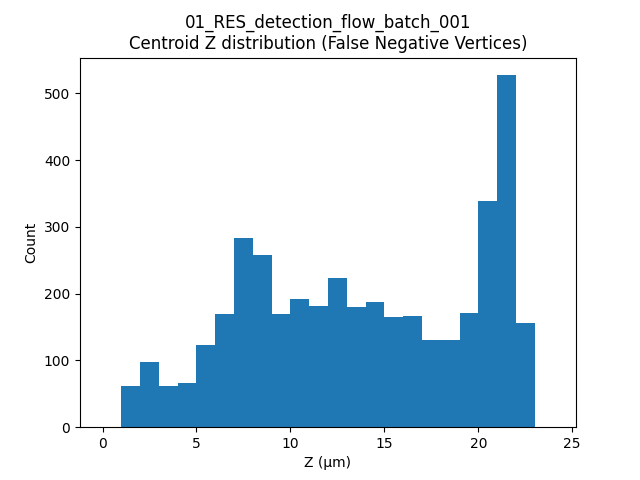 01_RES_detection_flow_batch_001
Centroid Z distribution (False Negative Vertices)
500
400
300
200
100
0
Count
0 5 10 15 20 25
Z (μm)